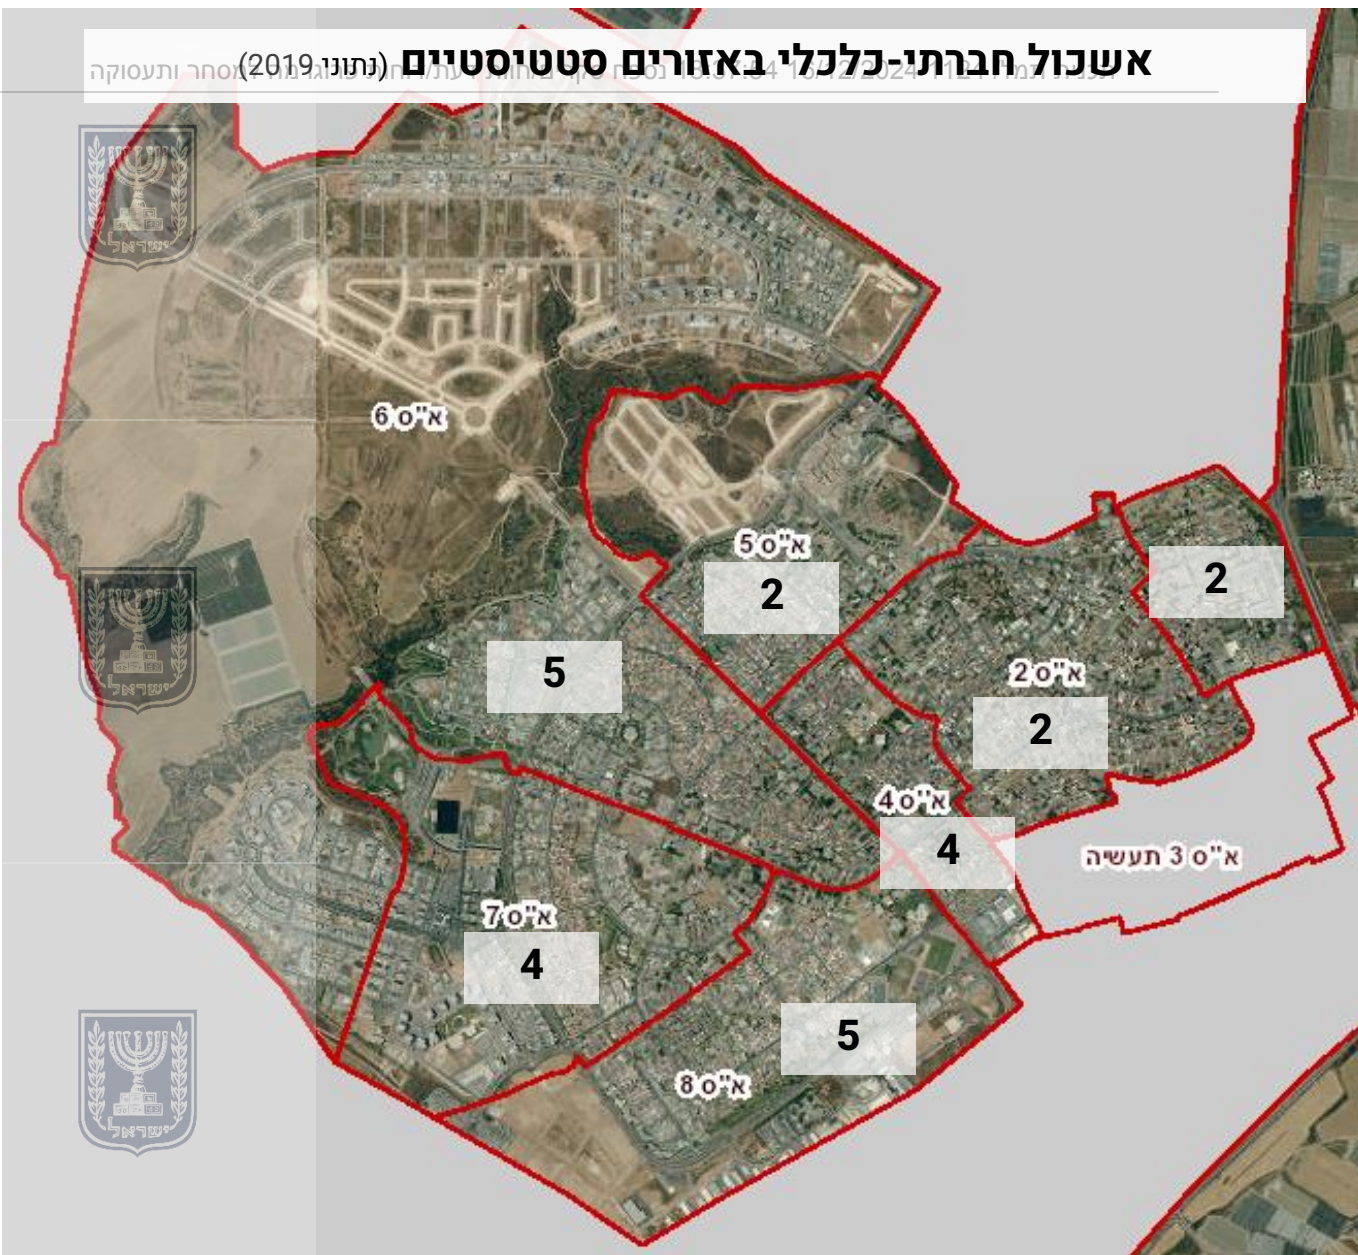 אשכול חברתי-כלכלי באזורים סטטיסטיים (נתוני 2019)
ישראל
א"ס 6
א"ס 5
2
2
5
א"ס 2
2
א"ס 4
4
א"ס 3 תעשיה
ישראל
א"ס 7
4
5
א"ס 8
ישראל